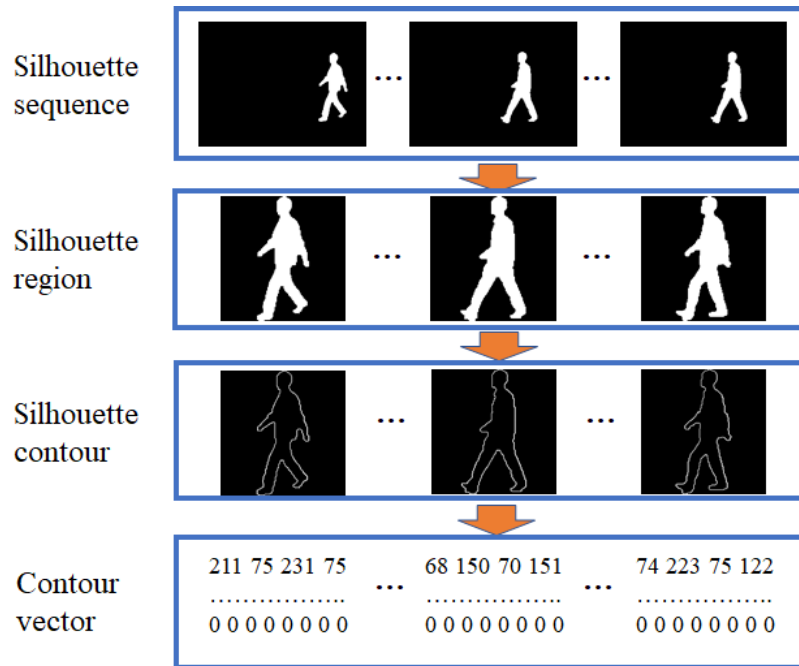 Silhouette
sequence
... ...
Silhouette
region
... ...
Silhouette
contour
... ...
Contour
vector
211 75 231 75 ... 68 150 70 151 ... 74 223 75 122
................. ................. .................
0 0 0 0 0 0 0 0 0 0 0 0 0 0 0 0 0 0 0 0 0 0 0 0